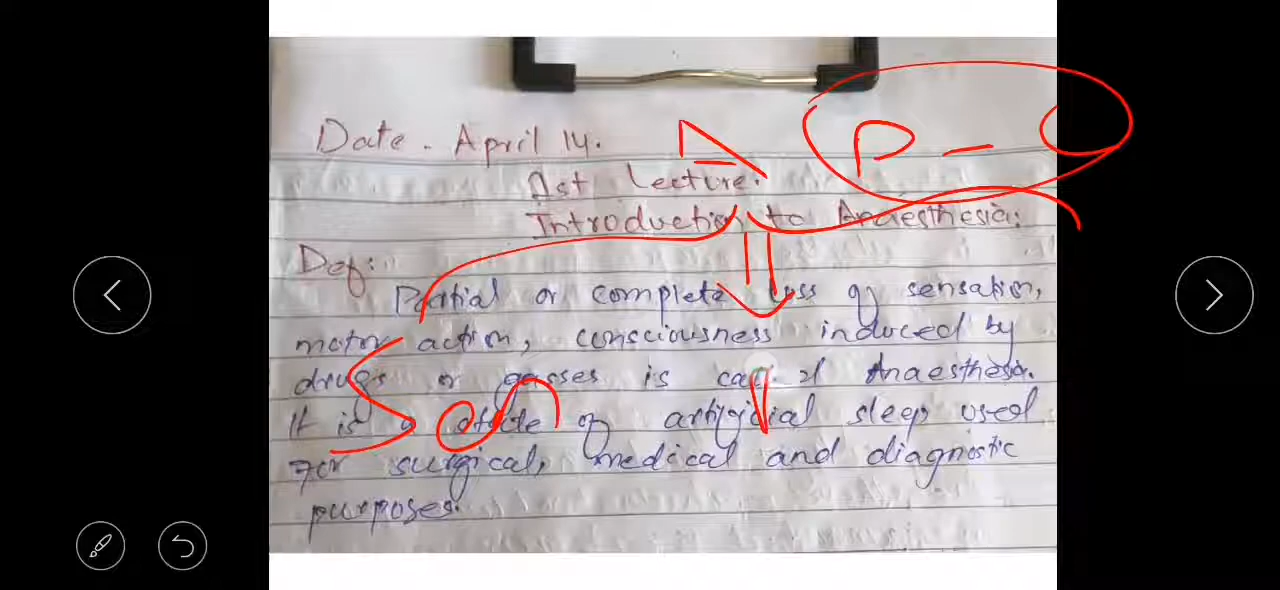 Date. April 14.
1st Lecture.
Introduction to Anaesthesia.
Def:
Partial or complete loss of sensation,
motor action, consciousness induced by
drugs or gasses is called Anaesthesia.
It is a state of artificial sleep used
for surgical, medical and diagnostic
purposes.